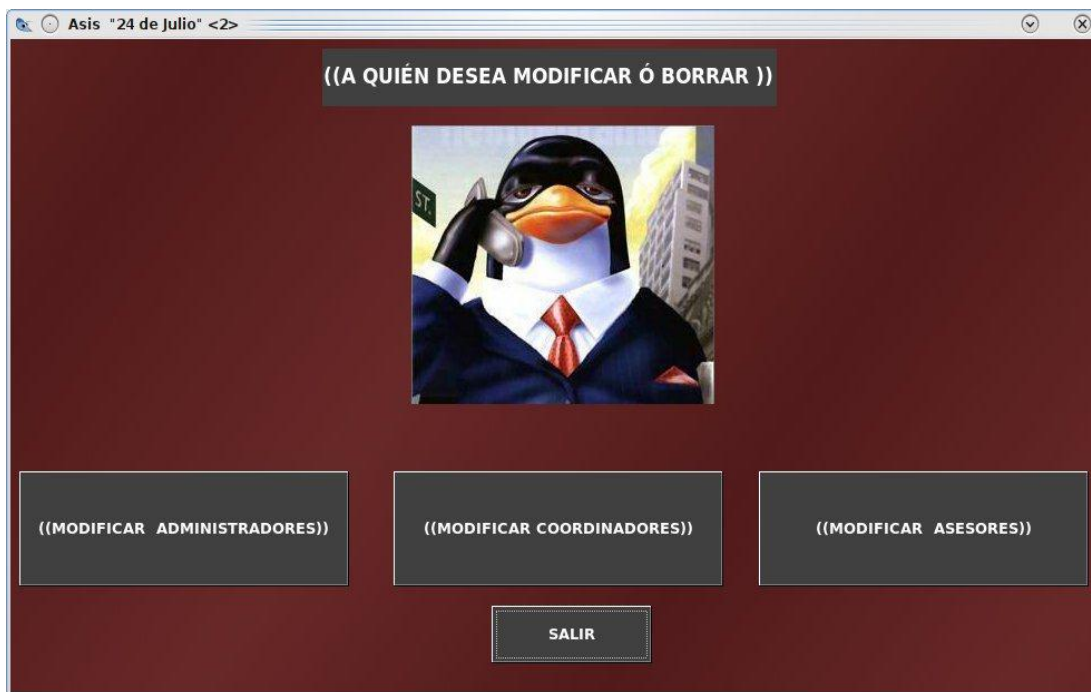 Asis "24 de Julio" <2>
((A QUIÉN DESEA MODIFICAR Ó BORRAR ))
ST.
((MODIFICAR  ADMINISTRADORES))
((MODIFICAR COORDINADORES))
((MODIFICAR  ASESORES))
SALIR